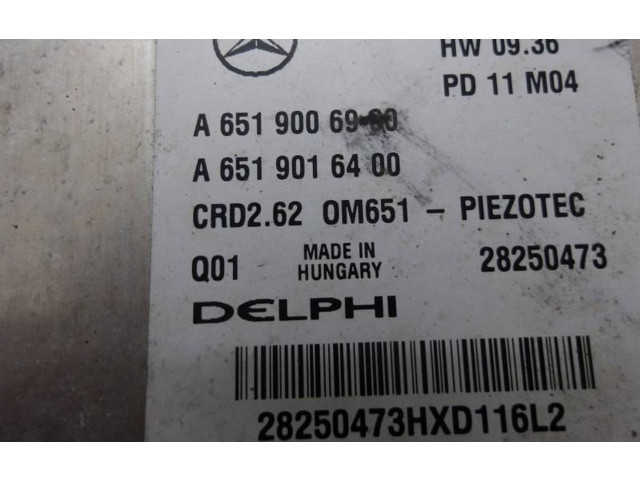 HW 09.36
PD 11 M04
A 651 900 69
A 651 901 64 00
CRD2.62 OM651 - PIEZOTEC
Q01 MADE IN HUNGARY 28250473
DELPHI
28250473HXD116L2